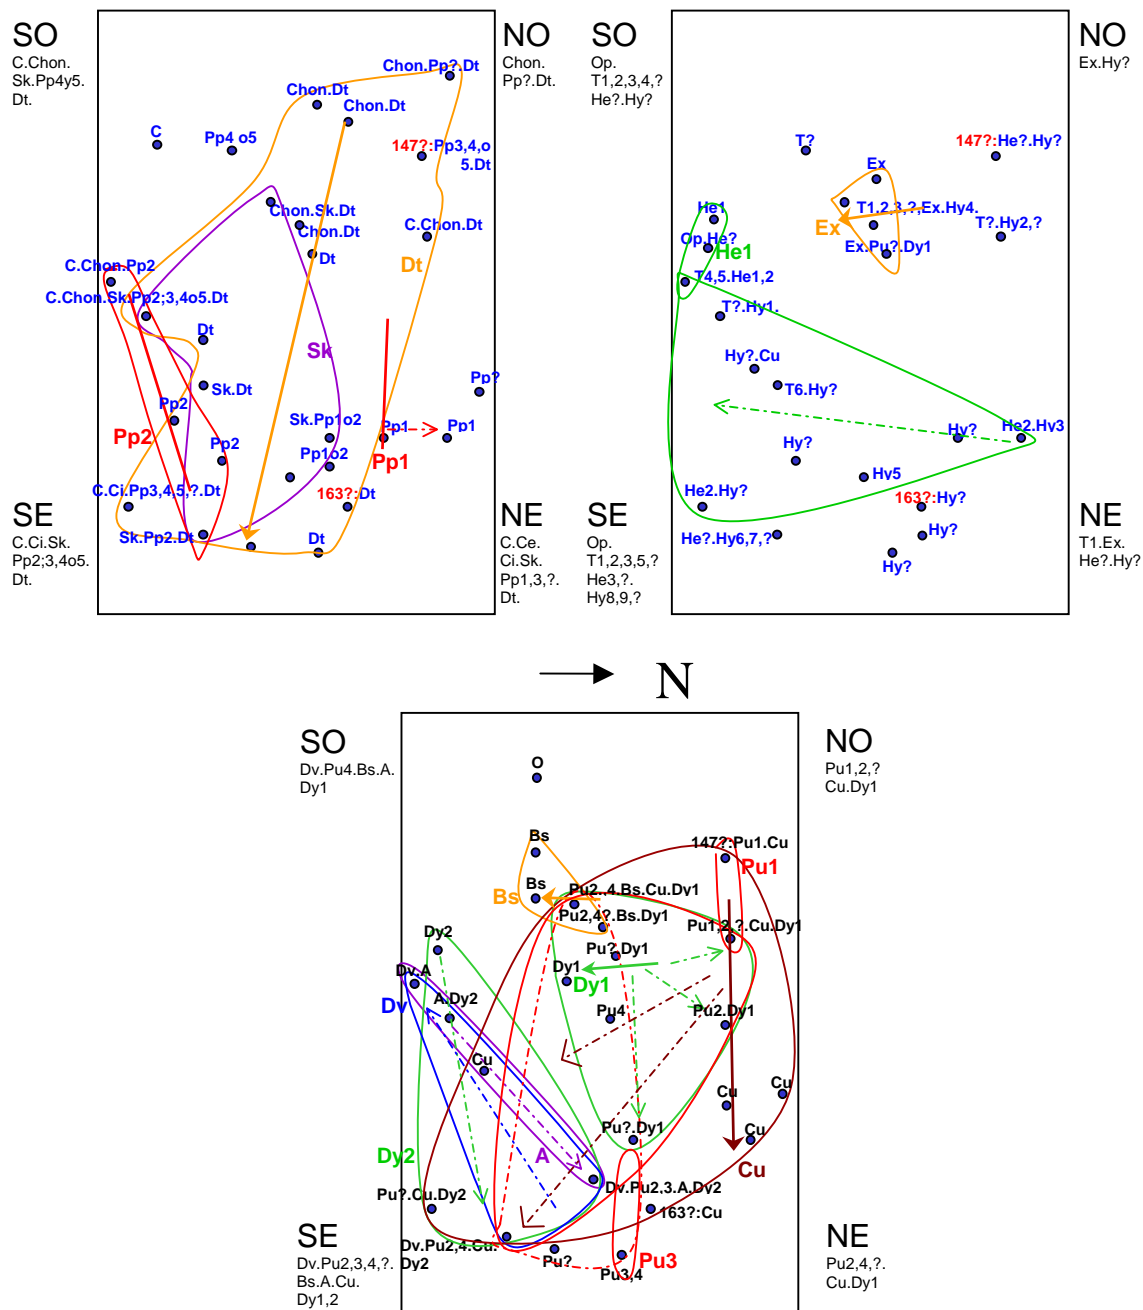 SO
C.Chon.
Sk.Pp4y5.
Dt.
NO
Chon.
Pp?.Dt.
Chon.Pp?.Dt
Chon.Dt
Chon.Dt
C
Pp4 o5
147?:Pp3,4,o
5.Dt
Chon.Sk.Dt
Chon.Dt
C.Chon.Dt
Dt
Dt
C.Chon.Pp2
C.Chon.Sk.Pp2;3,4o5.Dt
Dt
Sk
Sk.Dt
Pp?
Pp2
Pp2
Sk.Pp1o2
Pp1
Pp1
Pp2
Pp1o2
Pp1
C.Ci.Pp3,4,5,?.Dt
163?:Dt
Sk.Pp2.Dt
Dt
SE
C.Ci.Sk.
Pp2;3,4o5.
Dt.
NE
C.Ce.
Ci.Sk.
Pp1,3,?.
Dt.
SO
Op.
T1,2,3,4,?
He?.Hy?
NO
Ex.Hy?
T?
147?:He?.Hy?
Ex
He1
T1.2,3,?,Ex.Hy4.
T?.Hy2,?
Ex
Op.He?
He1
Ex.Pu?.Dy1
T4,5.He1,2
T?.Hy1.
Hy?.Cu
T6.Hy?
Hy?
He2.Hy3
Hy?
Hy5
He2.Hy?
163?:Hy?
He?.Hy6,7,?
Hy?
Hy?
SE
Op.
T1,2,3,5,?
He3,?.
Hy8,9,?
NE
T1.Ex.
He?.Hy?
N
SO
Dv.Pu4.Bs.A.
Dy1
NO
Pu1,2,?
Cu.Dy1
O
Bs
147?:Pu1.Cu
Pu1
Bs
Bs
Pu2..4.Bs.Cu.Dy1
Pu2,4?.Bs.Dy1
Pu1,2,?.Cu.Dy1
Dy2
Pu?.Dy1
Dy1
Dy1
Dv.A
Dv
A.Dy2
Pu4
Pu2.Dy1
Cu
Cu
Cu
Pu?.Dy1
Cu
Dy2
A
Cu
Dv.Pu2,3.A.Dy2
Pu?.Cu.Dy2
163?:Cu
Dv.Pu2,4.Cu.
Dy2
Pu?
Pu3
Pu3,4
SE
Dv.Pu2,3,4,?.
Bs.A.Cu.
Dy1,2
NE
Pu2,4,?.
Cu.Dy1